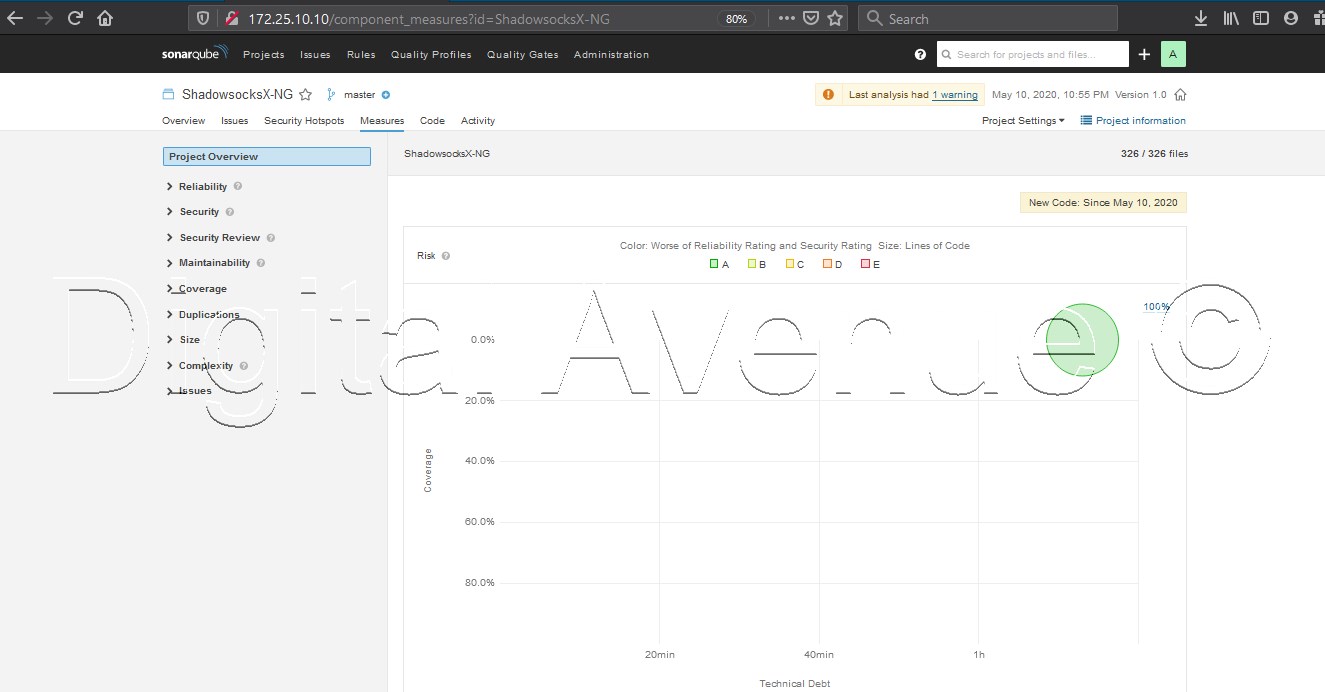 172.25.10.10/component_measures?id=ShadowsocksX-NG 80% Search
sonarqube Projects Issues Rules Quality Profiles Quality Gates Administration ? Search for projects and files... + A
ShadowsocksX-NG master Last analysis had 1 warning May 10, 2020, 10:55 PM Version 1.0
Overview Issues Security Hotspots Measures Code Activity Project Settings Project information
Project Overview
Reliability ?
Security ?
Security Review ?
Maintainability ?
Coverage
Duplications
Size
Complexity ?
Issues
ShadowsocksX-NG 326 / 326 files
New Code: Since May 10, 2020
Risk ?
Color: Worse of Reliability Rating and Security Rating Size: Lines of Code
A B C D E
100%
0.0%
20.0%
40.0%
60.0%
80.0%
Coverage
20min 40min 1h
Technical Debt
Digital Avenue ©